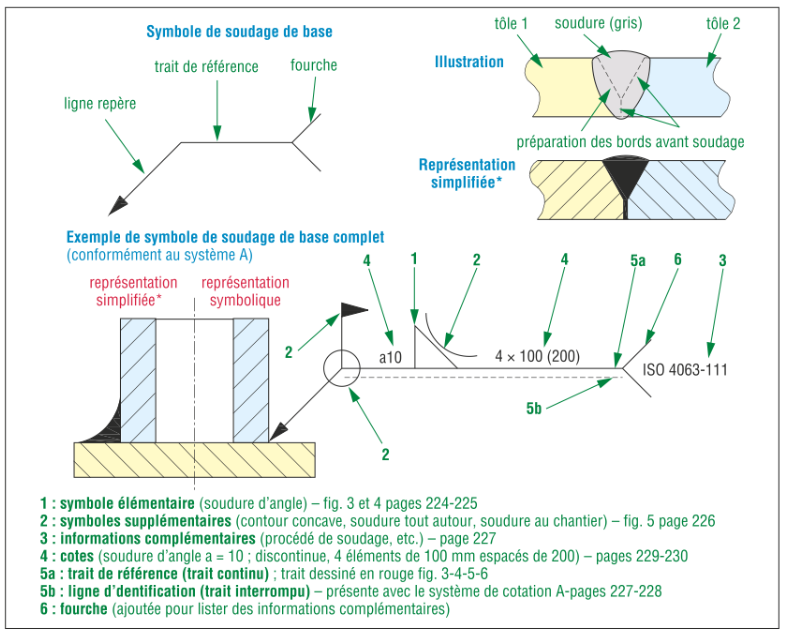 Symbole de soudage de base
trait de référence
fourche
ligne repère
tôle 1
soudure (gris)
tôle 2
Illustration
préparation des bords avant soudage
Représentation
simplifiée*
Exemple de symbole de soudage de base complet
(conformément au système A)
représentation
simplifiée*
représentation
symbolique
4
1
2
4
5a
6
3
2
a10
4 × 100 (200)
ISO 4063-111
5b
2
1 : symbole élémentaire (soudure d’angle) – fig. 3 et 4 pages 224-225
2 : symboles supplémentaires (contour concave, soudure tout autour, soudure au chantier) – fig. 5 page 226
3 : informations complémentaires (procédé de soudage, etc.) – page 227
4 : cotes (soudure d’angle a = 10 ; discontinue, 4 éléments de 100 mm espacés de 200) – pages 229-230
5a : trait de référence (trait continu) ; trait dessiné en rouge fig. 3-4-5-6
5b : ligne d’dentification (trait interrompu) – présente avec le système de cotation A-pages 227-228
6 : fourche (ajoutée pour lister des informations complémentaires)